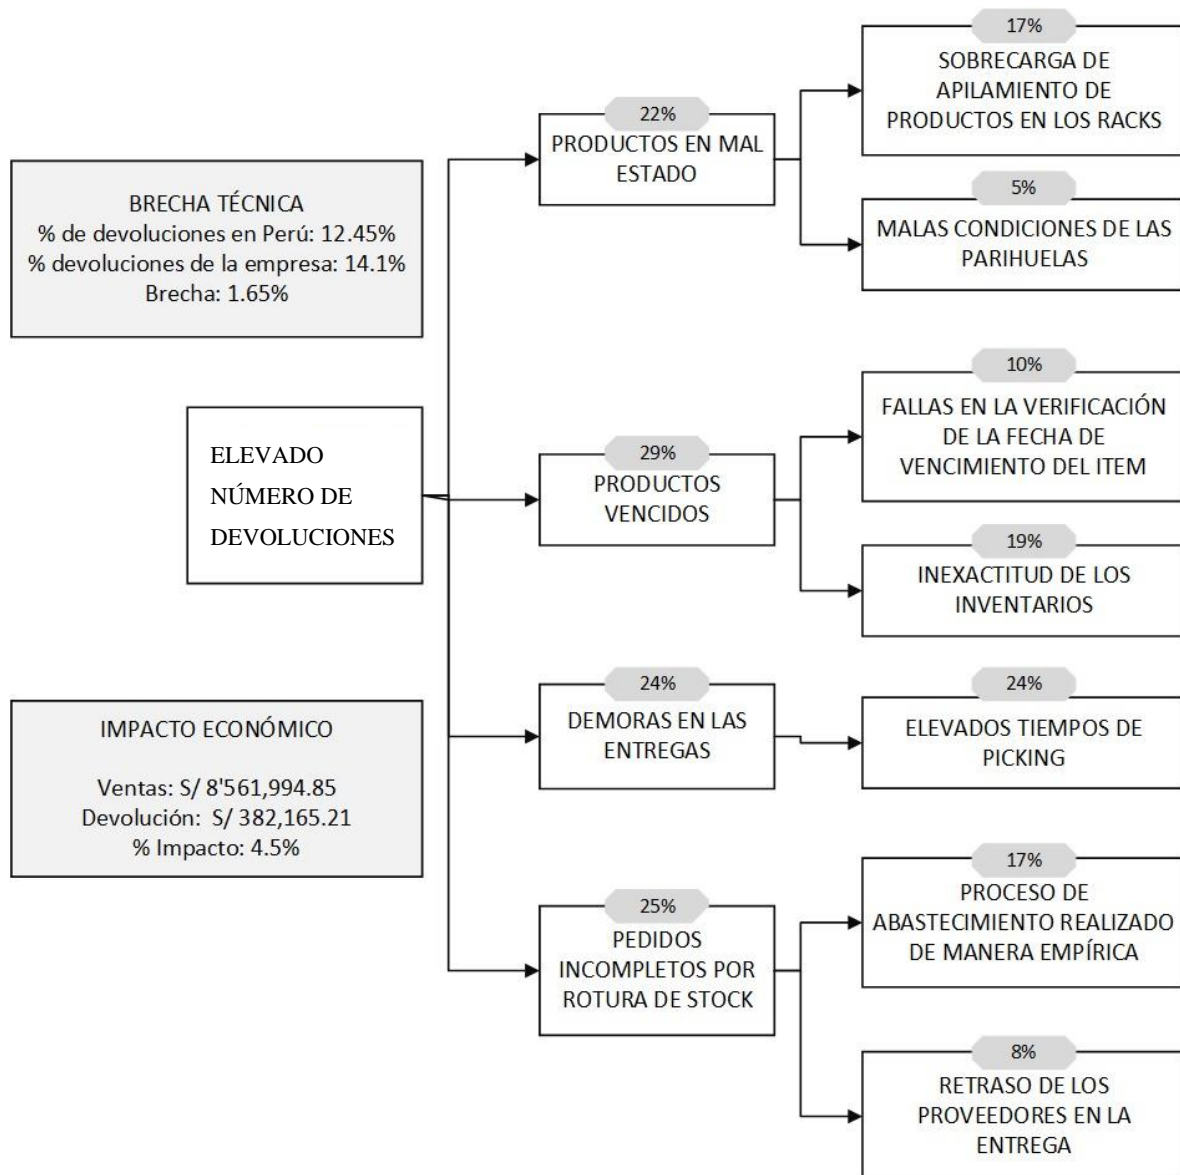 BRECHA TÉCNICA
% de devoluciones en Perú: 12.45%
% devoluciones de la empresa: 14.1%
Brecha: 1.65%
ELEVADO
NÚMERO DE
DEVOLUCIONES
IMPACTO ECONÓMICO
Ventas: S/ 8'561,994.85
Devolución: S/ 382,165.21
% Impacto: 4.5%
22%
PRODUCTOS EN MAL
ESTADO
17%
SOBRECARGA DE
APILAMIENTO DE
PRODUCTOS EN LOS RACKS
5%
MALAS CONDICIONES DE LAS
PARIHUELAS
29%
PRODUCTOS
VENCIDOS
10%
FALLAS EN LA VERIFICACIÓN
DE LA FECHA DE
VENCIMIENTO DEL ITEM
19%
INEXACTITUD DE LOS
INVENTARIOS
24%
DEMORAS EN LAS
ENTREGAS
24%
ELEVADOS TIEMPOS DE
PICKING
25%
PEDIDOS
INCOMPLETOS POR
ROTURA DE STOCK
17%
PROCESO DE
ABASTECIMIENTO REALIZADO
DE MANERA EMPÍRICA
8%
RETRASO DE LOS
PROVEEDORES EN LA
ENTREGA